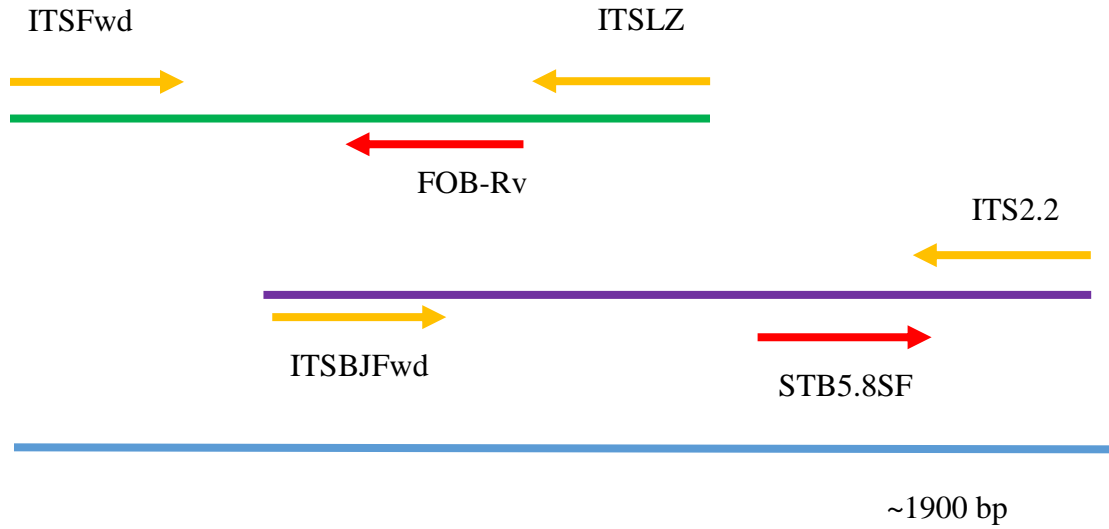 ITSFwd
ITSLZ
FOB-Rv
ITS2.2
ITSBJFwd
STB5.8SF
~1900 bp